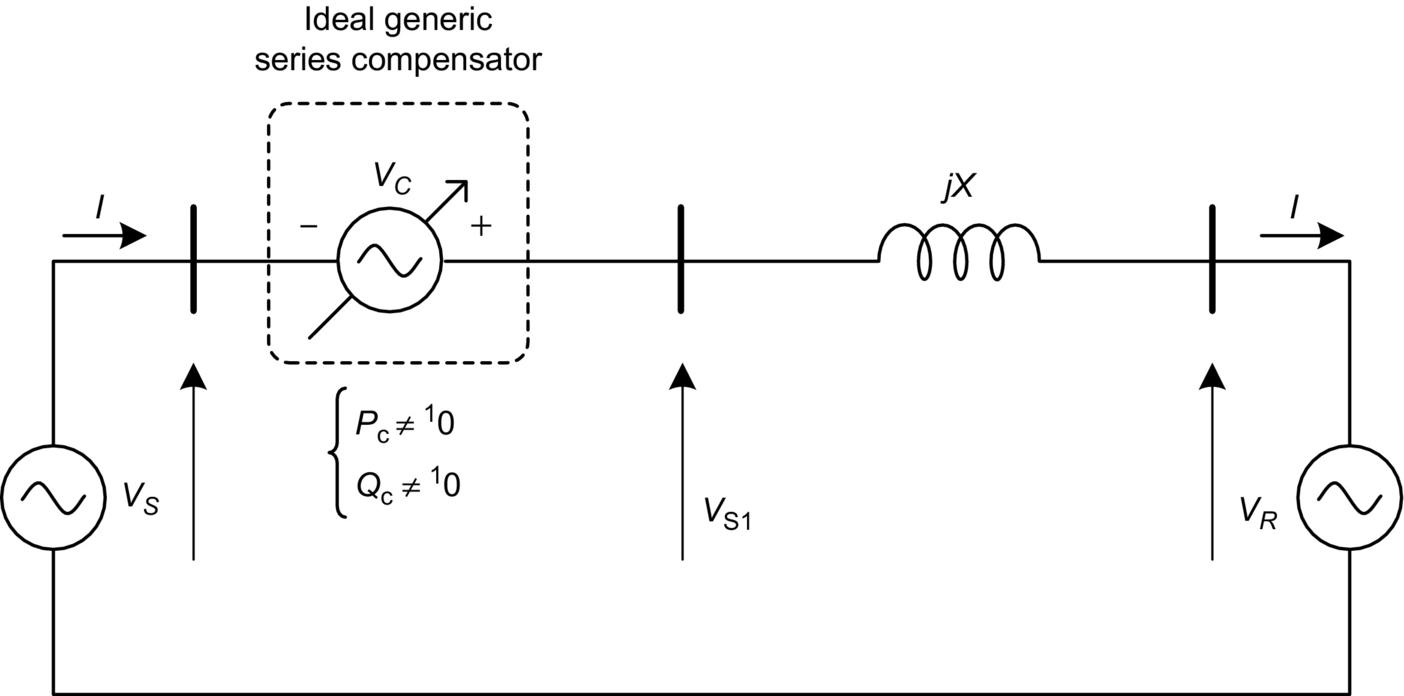 Ideal generic
series compensator
V_C
I
−
+
jX
I
P_c ≠ ¹0
Q_c ≠ ¹0
V_S
V_S1
V_R